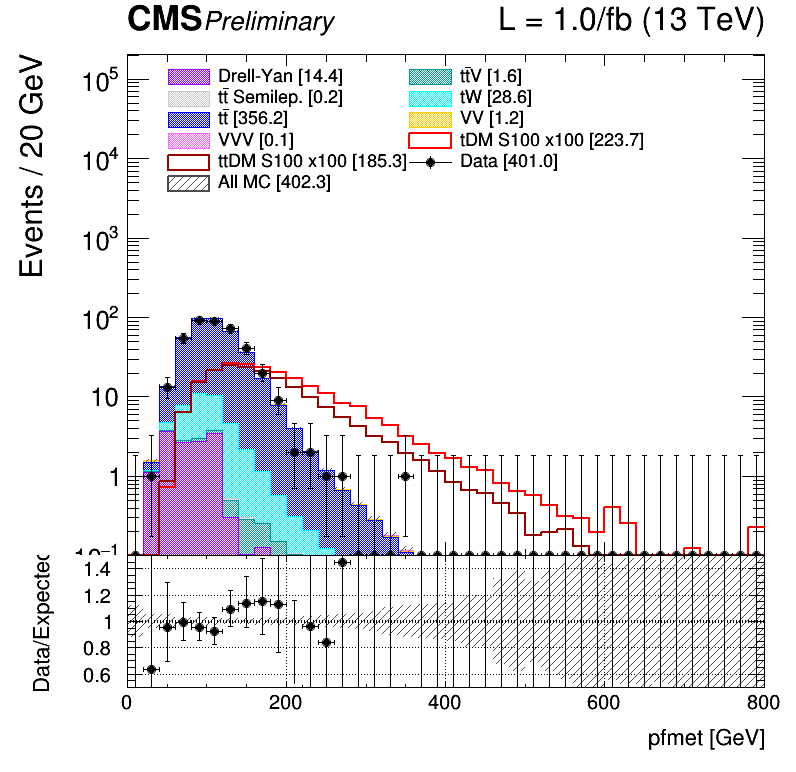 CMS Preliminary L = 1.0/fb (13 TeV)
Events / 20 GeV
10⁵
10⁴
10³
10²
10
1
10⁻¹
Drell-Yan [14.4]
tt̄V [1.6]
tt̄ Semilep. [0.2]
tW [28.6]
tt̄ [356.2]
VV [1.2]
VVV [0.1]
tDM S100 x100 [223.7]
ttDM S100 x100 [185.3]
Data [401.0]
All MC [402.3]
Data/Expected
1.4
1.2
1
0.8
0.6
0 200 400 600 800
pfmet [GeV]